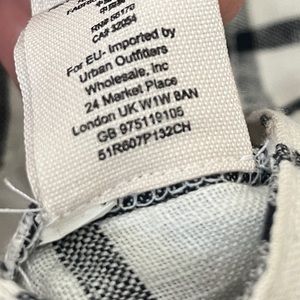 RN# 66170
CA# 32054
For EU- Imported by
Urban Outfitters
Wholesale, Inc
24 Market Place
London UK W1W 8AN
GB 975119105
51R607P132CH